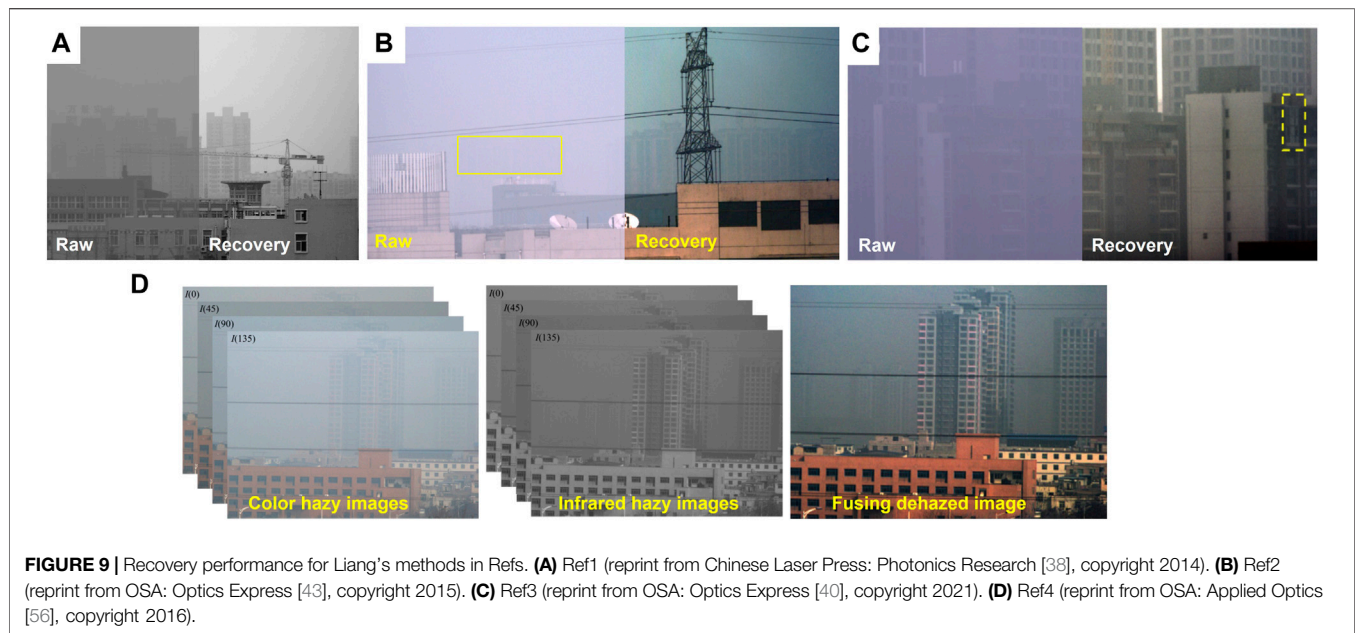 A
B
C
Raw
Recovery
Raw
Recovery
Raw
Recovery
D
I(0)
I(45)
I(90)
I(135)
Color hazy images
I(0)
I(45)
I(90)
I(135)
Infrared hazy images
Fusing dehazed image
FIGURE 9 | Recovery performance for Liang's methods in Refs. (A) Ref1 (reprint from Chinese Laser Press: Photonics Research [38], copyright 2014). (B) Ref2
(reprint from OSA: Optics Express [43], copyright 2015). (C) Ref3 (reprint from OSA: Optics Express [40], copyright 2021). (D) Ref4 (reprint from OSA: Applied Optics
[56], copyright 2016).